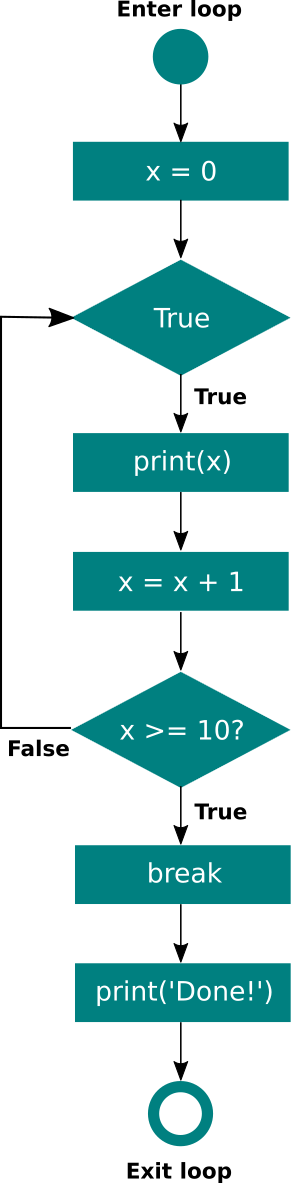 Enter loop
x = 0
True
True
print(x)
x = x + 1
x >= 10?
False
True
break
print('Done!')
Exit loop